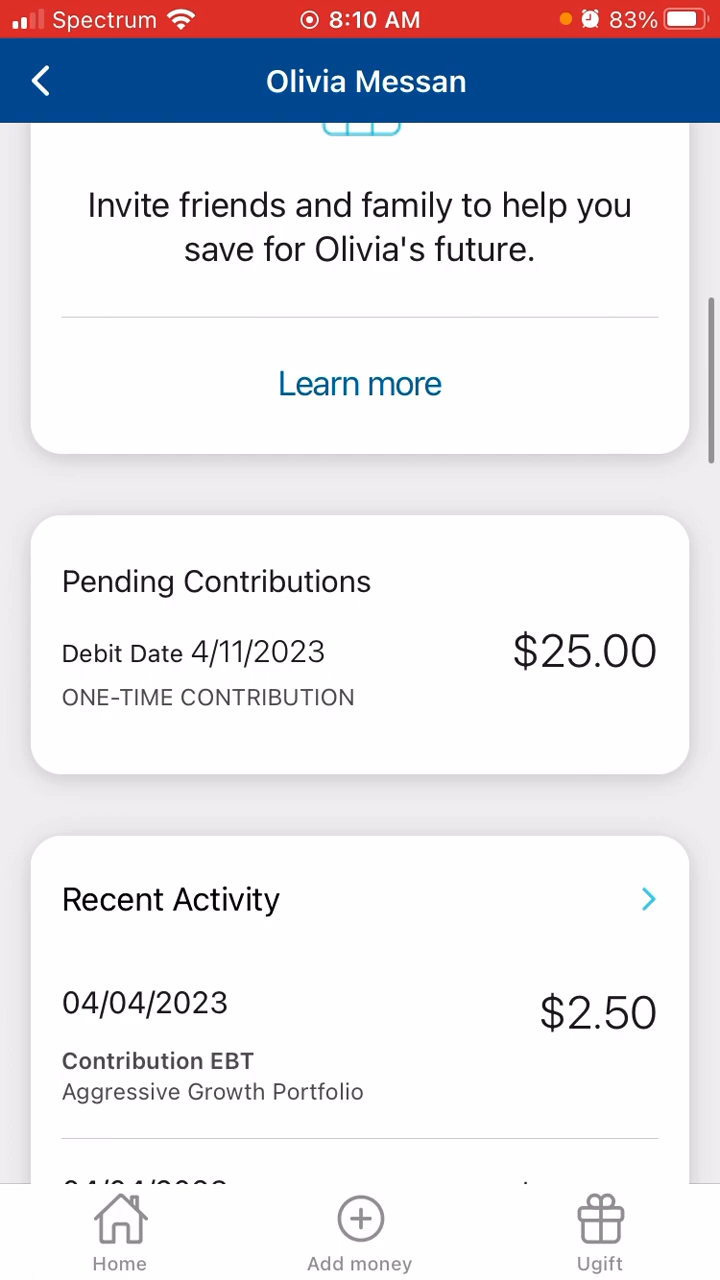 Spectrum 8:10 AM 83%
Olivia Messan
Invite friends and family to help you
save for Olivia's future.
Learn more
Pending Contributions
Debit Date 4/11/2023 $25.00
ONE-TIME CONTRIBUTION
Recent Activity
04/04/2023 $2.50
Contribution EBT
Aggressive Growth Portfolio
Home Add money Ugift